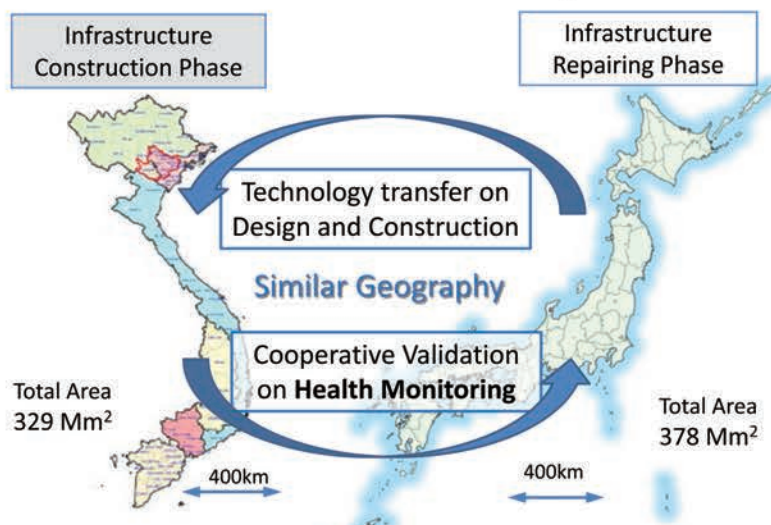 Infrastructure
Construction Phase
Infrastructure
Repairing Phase
Technology transfer on
Design and Construction
Similar Geography
Cooperative Validation
on Health Monitoring
Total Area
329 Mm²
Total Area
378 Mm²
400km
400km